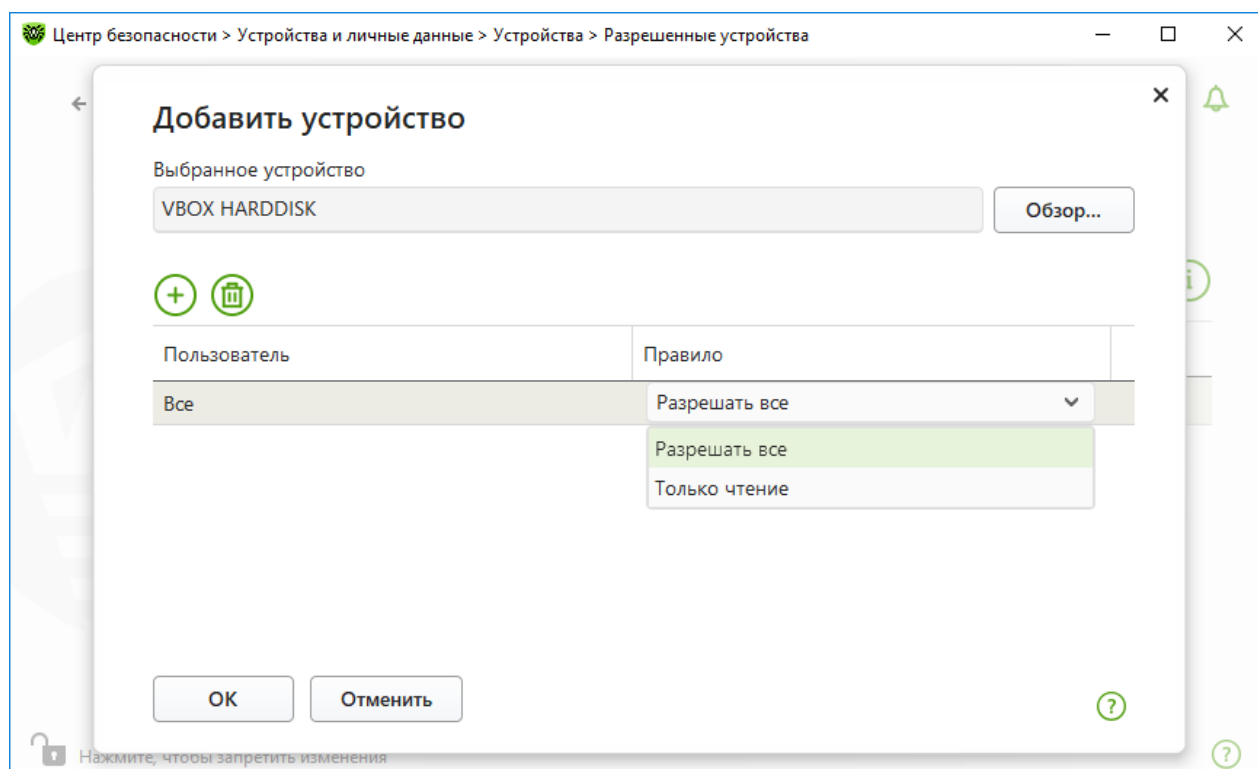 Центр безопасности > Устройства и личные данные > Устройства > Разрешенные устройства
Добавить устройство
Выбранное устройство
VBOX HARDDISK
Обзор...
Пользователь
Правило
Все
Разрешать все
Разрешать все
Только чтение
ОК
Отменить
Нажмите, чтобы запретить изменения